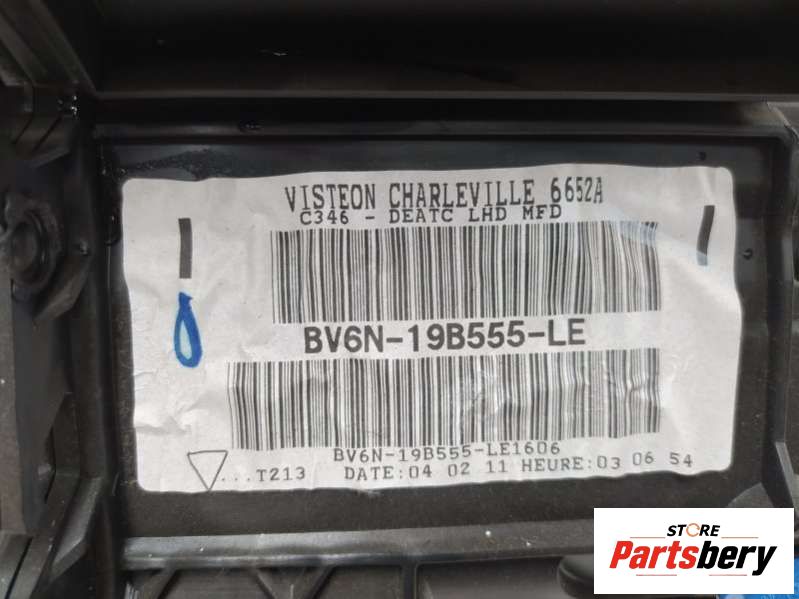 VISTEON CHARLEVILLE 6652A
C346 - DEATC LHD MFD
BV6N-19B555-LE
BV6N-19B555-LE1606
...T213 DATE:04 02 11 HEURE:03 06 54
STORE
Partsbery